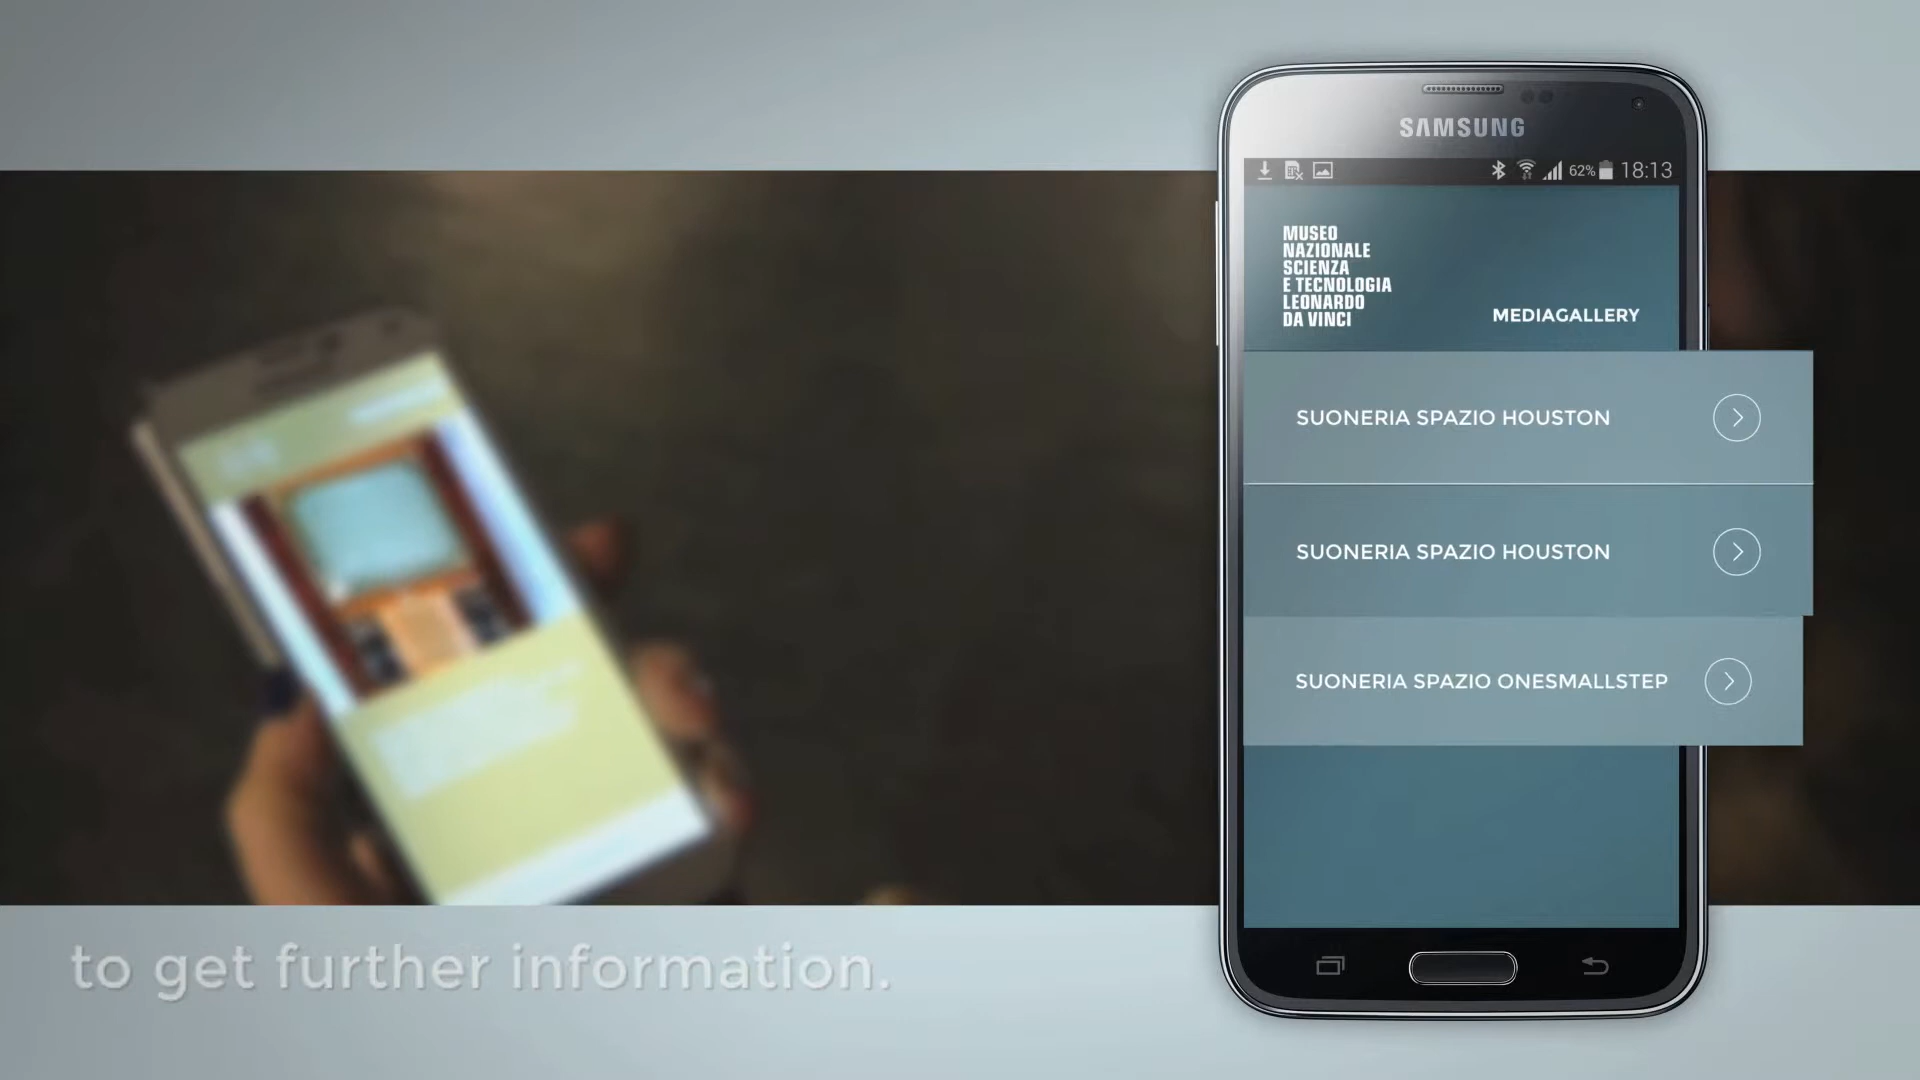 SAMSUNG
62% 18:13
MUSEO
NAZIONALE
SCIENZA
E TECNOLOGIA
LEONARDO
DA VINCI
MEDIAGALLERY
SUONERIA SPAZIO HOUSTON
SUONERIA SPAZIO HOUSTON
SUONERIA SPAZIO ONESMALLSTEP
to get further information.